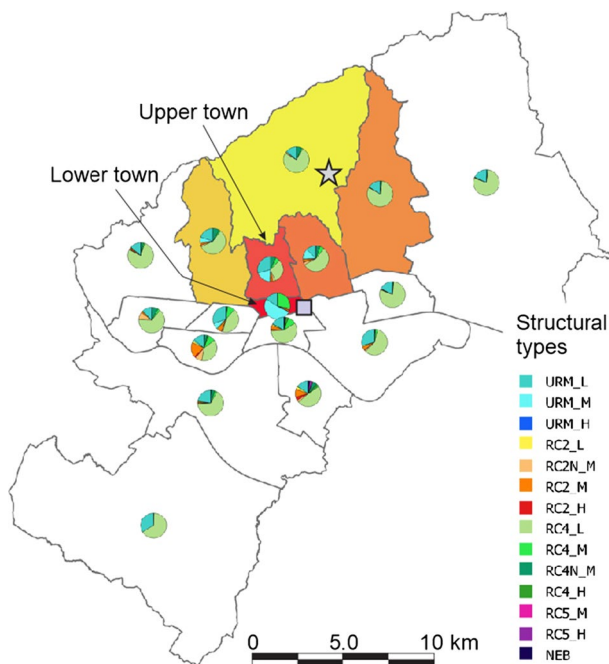 Upper town
Lower town
Structural
types
URM_L
URM_M
URM_H
RC2_L
RC2N_M
RC2_M
RC2_H
RC4_L
RC4_M
RC4N_M
RC4_H
RC5_M
RC5_H
NEB
0 5.0 10 km